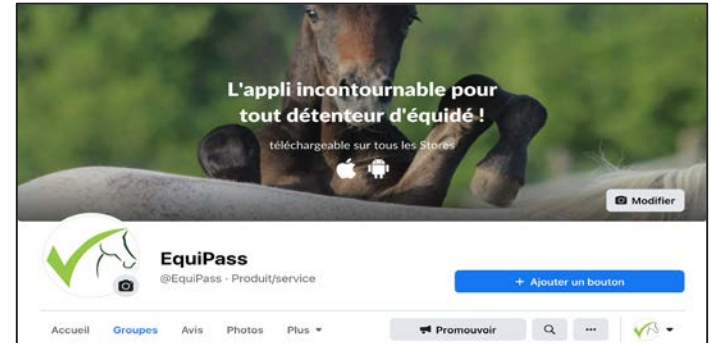 L'appli incontournable pour
tout détenteur d'équidé !
téléchargeable sur tous les Stores
Modifier
EquiPass
@EquiPass · Produit/service
+ Ajouter un bouton
Accueil Groupes Avis Photos Plus
Promouvoir